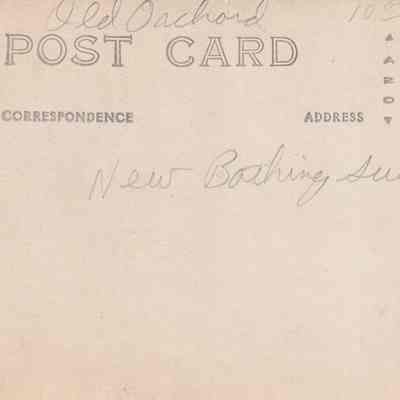 Old Orchard 10
POST CARD
CORRESPONDENCE ADDRESS
New Bathing